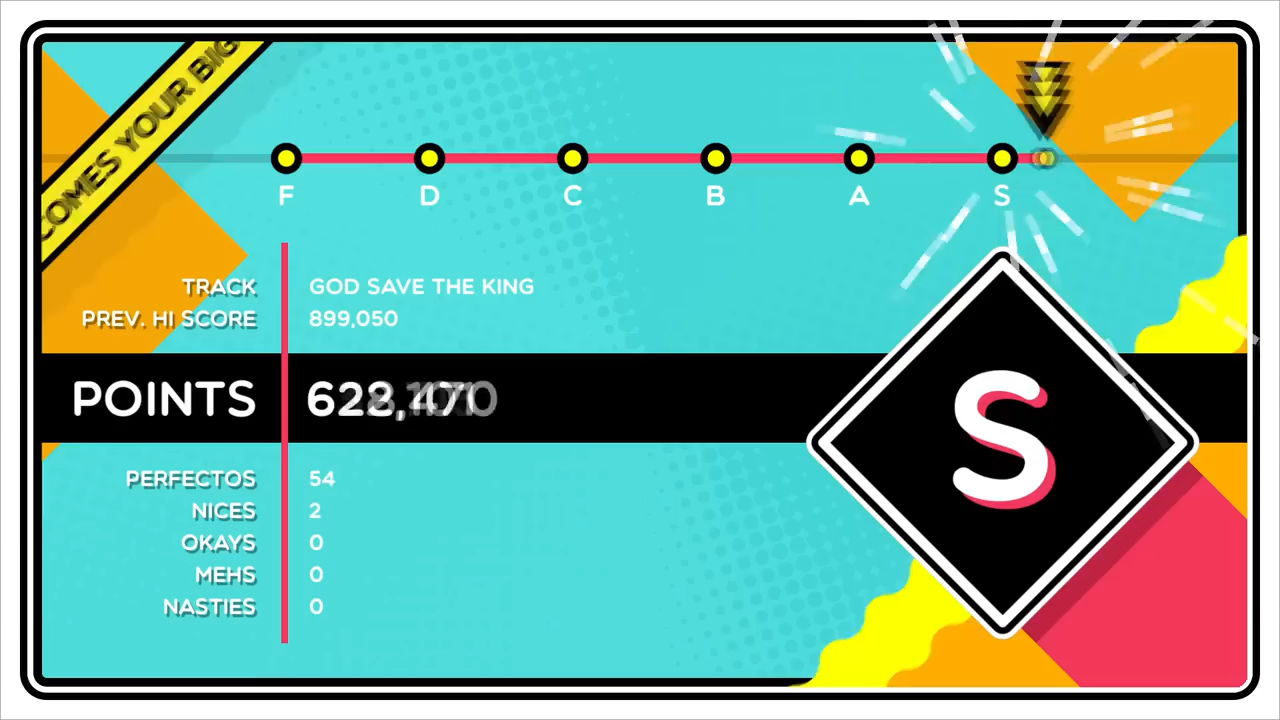 COMES YOUR BIG
F D C B A S
TRACK GOD SAVE THE KING
PREV. HI SCORE 899,050
POINTS
S
PERFECTOS 54
NICES 2
OKAYS 0
MEHS 0
NASTIES 0